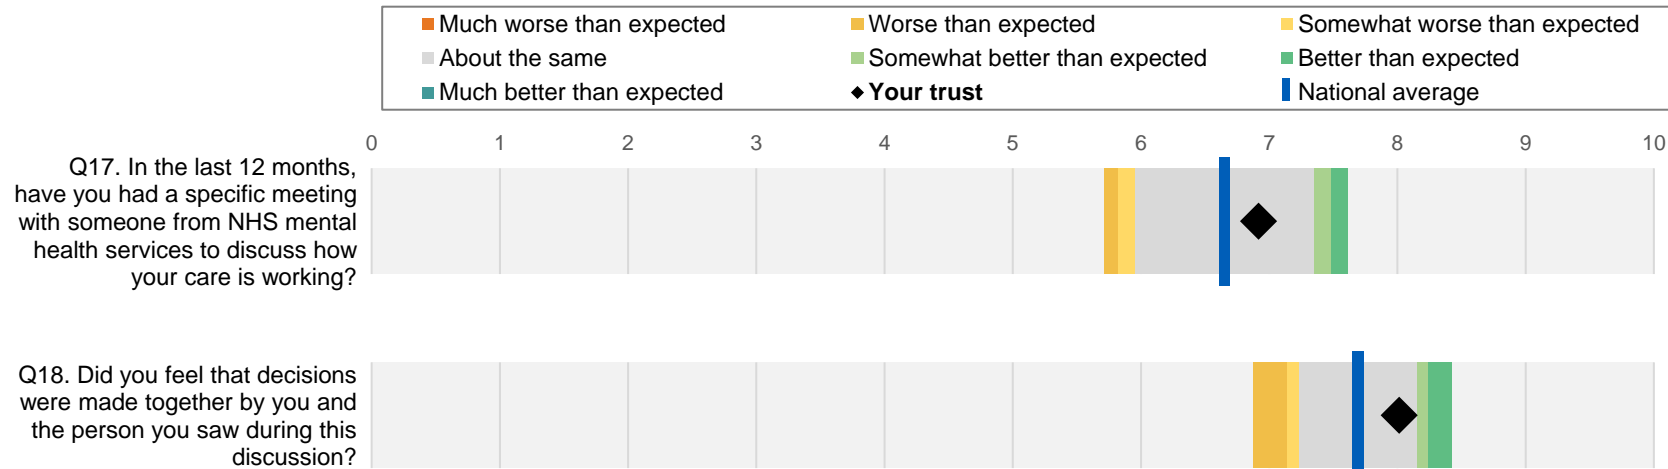 Much worse than expected
Worse than expected
Somewhat worse than expected
About the same
Somewhat better than expected
Better than expected
Much better than expected
Your trust
National average
0 1 2 3 4 5 6 7 8 9 10
Q17. In the last 12 months,
have you had a specific meeting
with someone from NHS mental
health services to discuss how
your care is working?
Q18. Did you feel that decisions
were made together by you and
the person you saw during this
discussion?